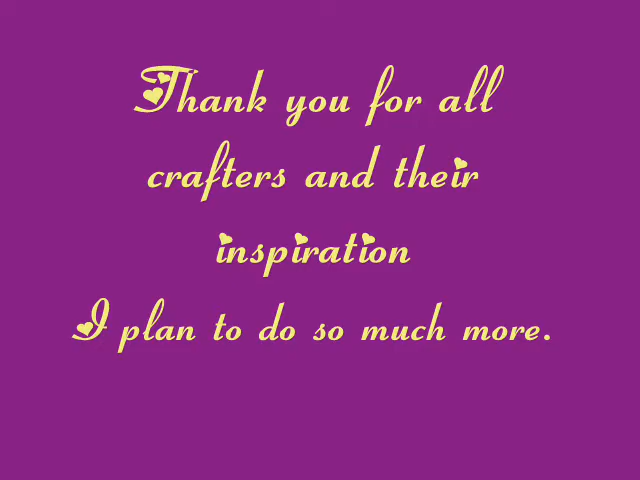 Thank you for all
crafters and their
inspiration
I plan to do so much more.